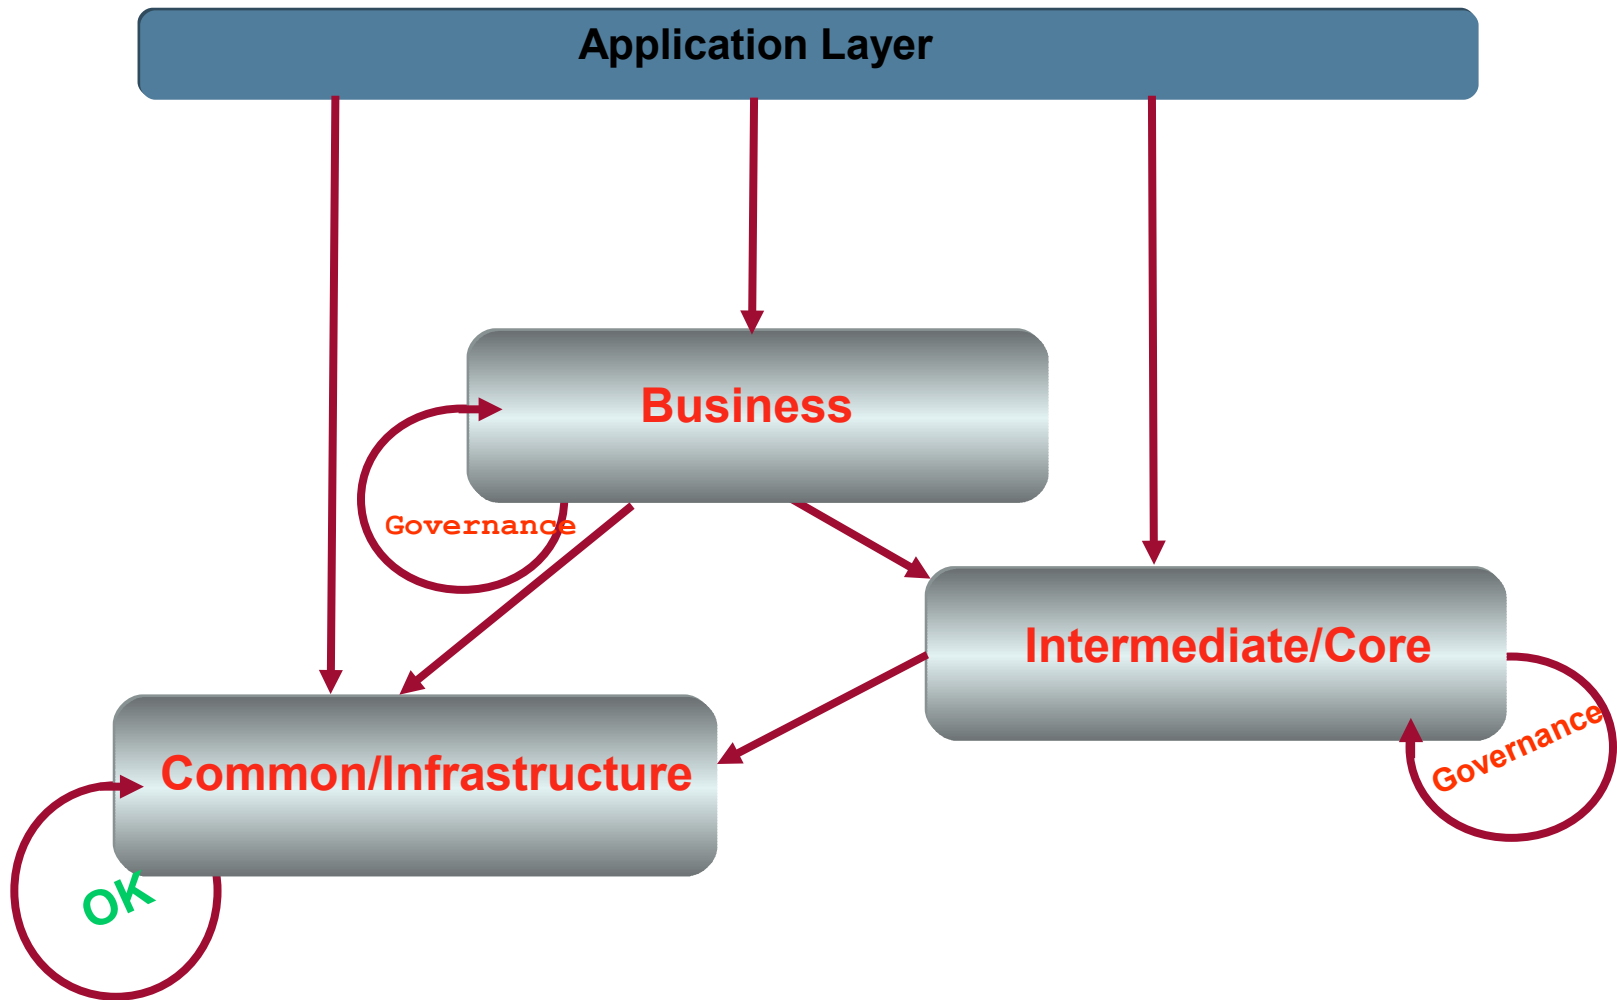 Application Layer
Business
Governance
Intermediate/Core
Governance
Common/Infrastructure
OK